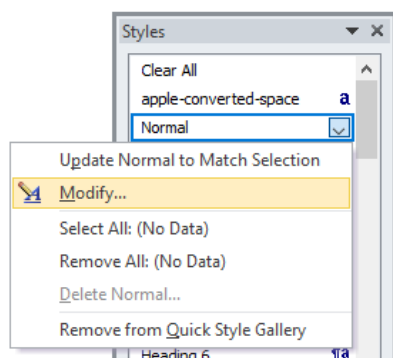 Styles
Clear All
apple-converted-space a
Normal
Update Normal to Match Selection
Modify...
Select All: (No Data)
Remove All: (No Data)
Delete Normal...
Remove from Quick Style Gallery
Heading 6 ¶a